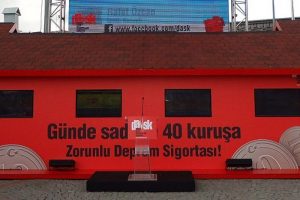 www.facebook.com/dask
Günde sad
dask
40 kuruşa
Zorunlu Deprem Sigortası!